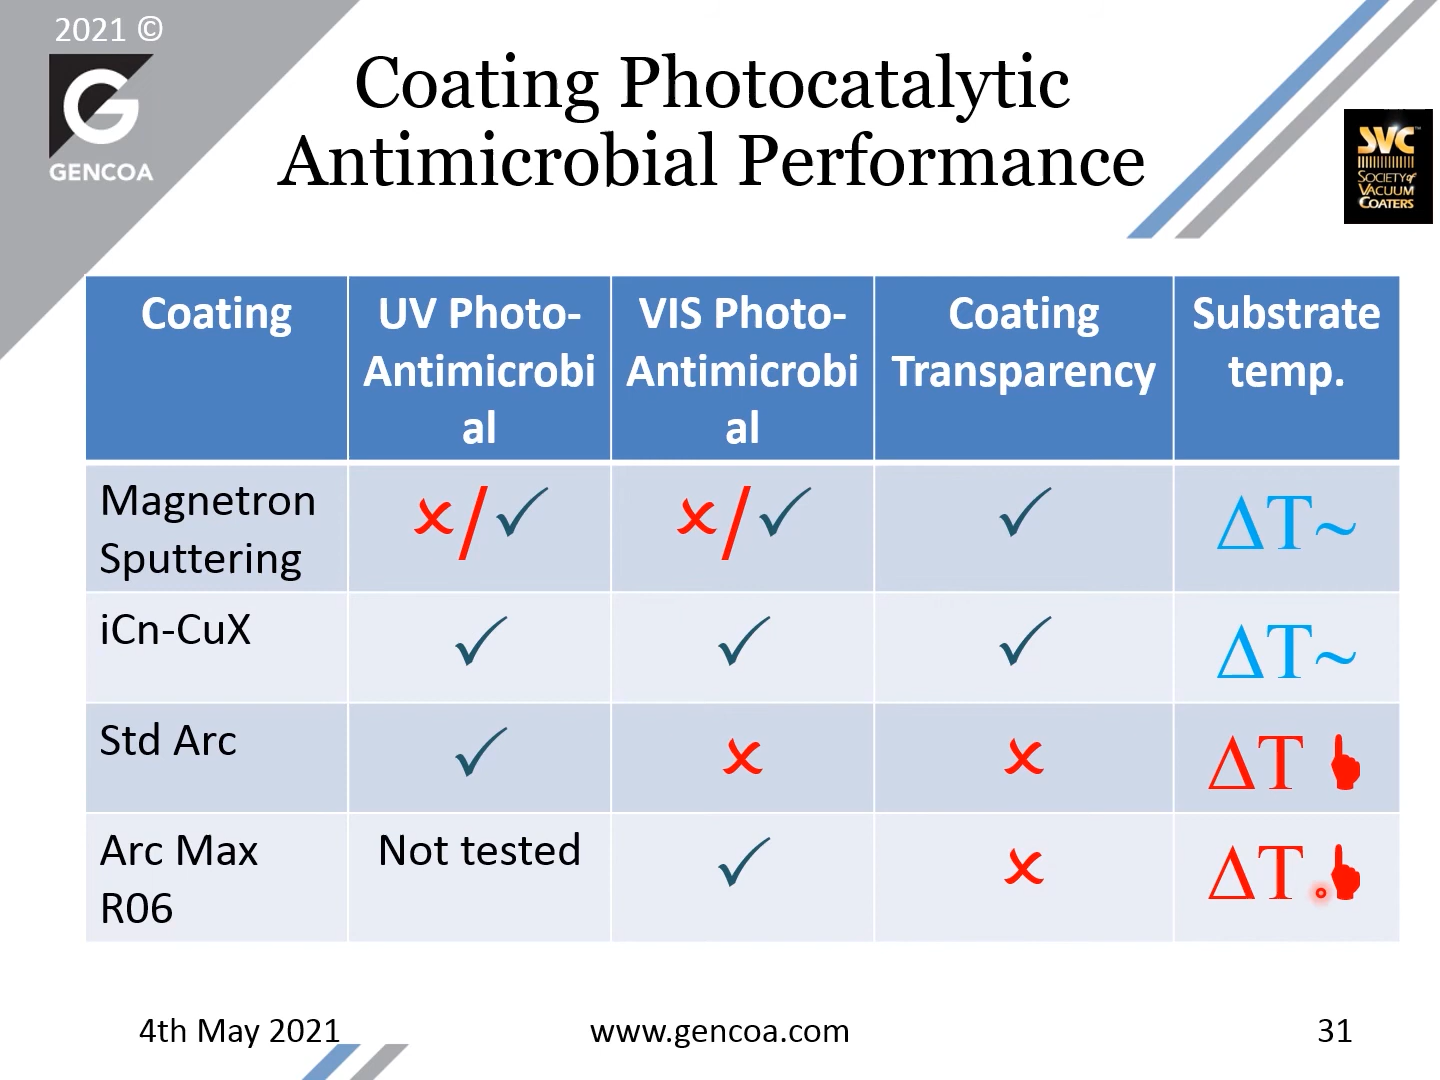 2021 ©
GENCOA
Coating Photocatalytic
Antimicrobial Performance
SVC™
SOCIETY of
VACUUM
COATERS
Coating
UV Photo-
Antimicrobi
al
VIS Photo-
Antimicrobi
al
Coating
Transparency
Substrate
temp.
Magnetron
Sputtering
✘/✓
✘/✓
✓
ΔT~
iCn-CuX
✓
✓
✓
ΔT~
Std Arc
✓
✘
✘
ΔT ☝
Arc Max
R06
Not tested
✓
✘
ΔT ☝
4th May 2021
www.gencoa.com
31